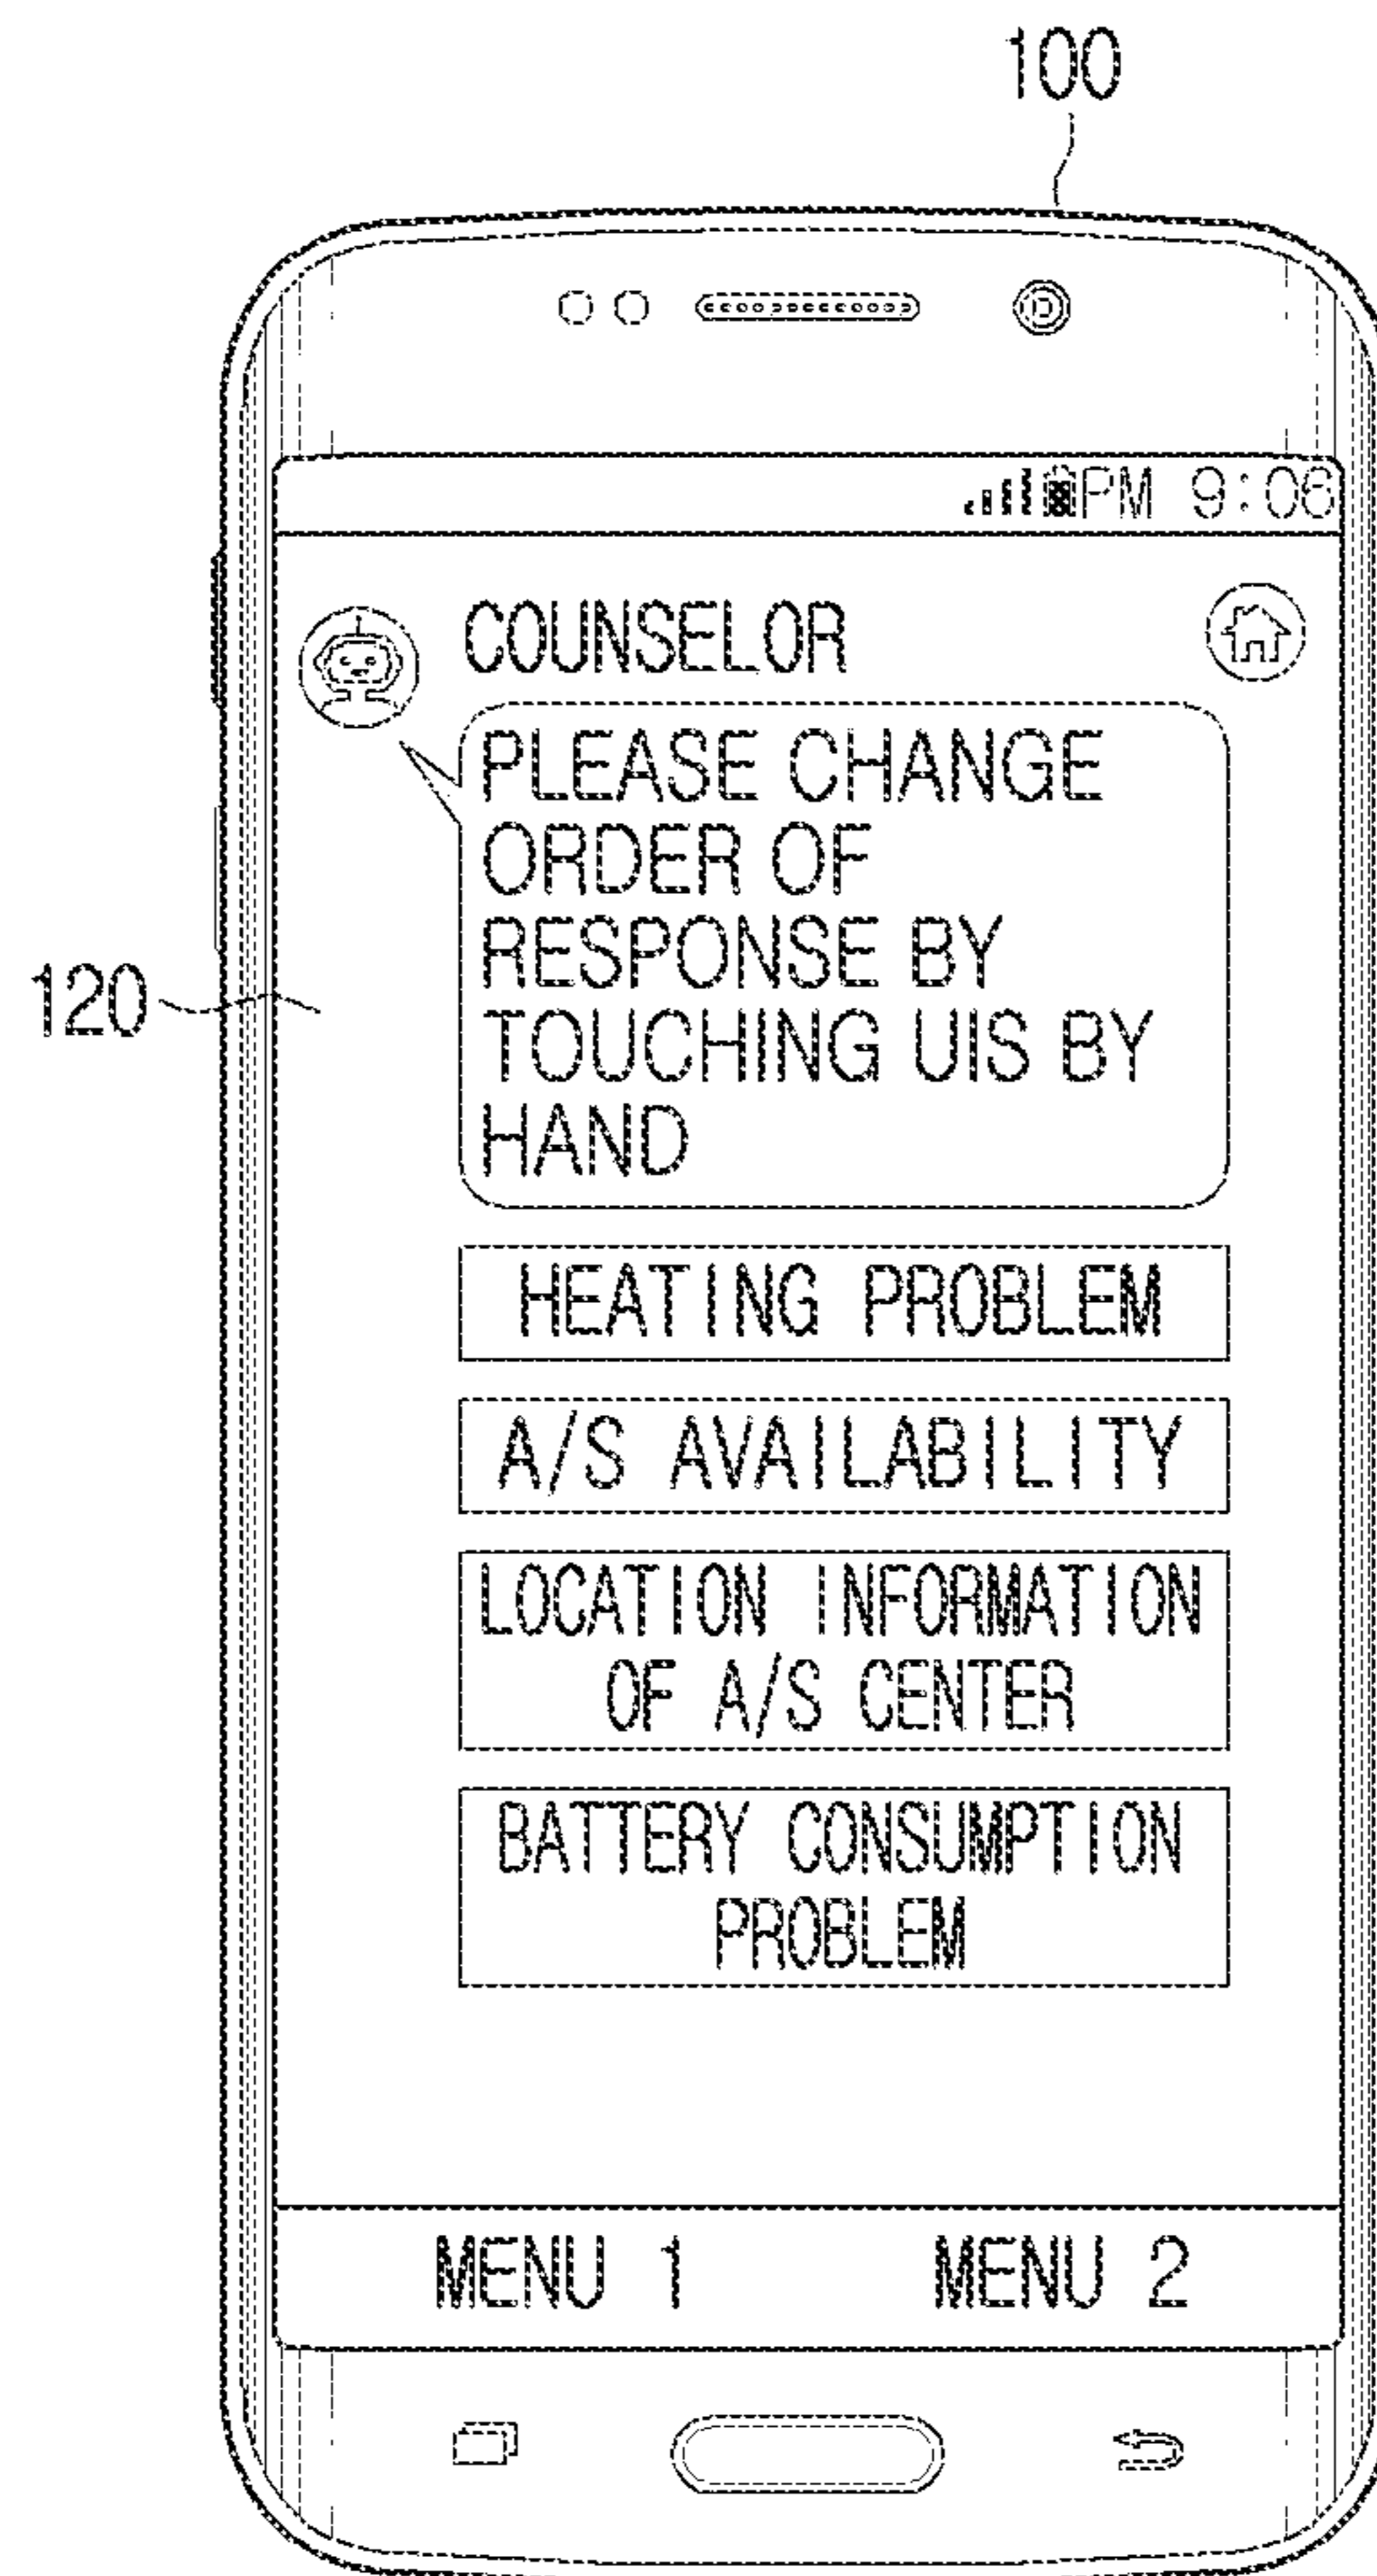 100
PM 9:06
COUNSELOR
PLEASE CHANGE
ORDER OF
RESPONSE BY
TOUCHING UIS BY
HAND
120
HEATING PROBLEM
A/S AVAILABILITY
LOCATION INFORMATION
OF A/S CENTER
BATTERY CONSUMPTION
PROBLEM
MENU 1 MENU 2